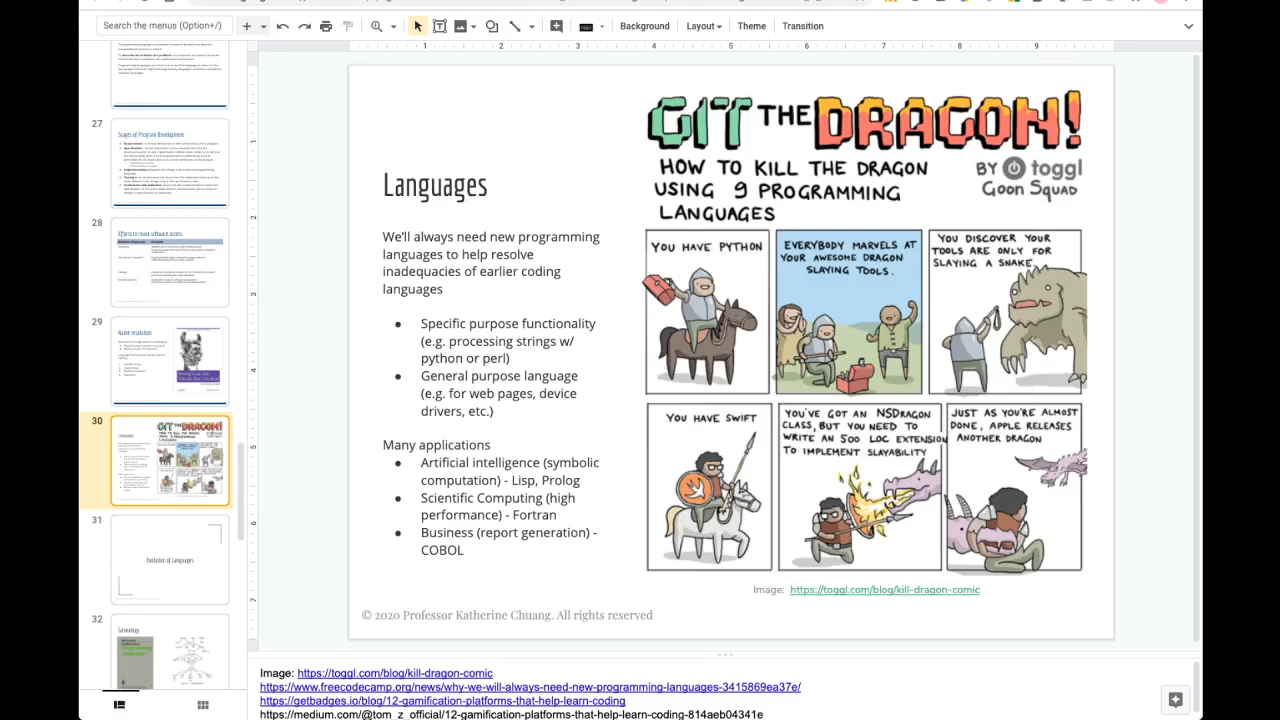 Search the menus (Option+/)
Background
Layout
Theme
Transition
27
Stages of Program Development
28
Efforts to reuse software assets
29
Name resolution
30
Languages
GIT THE DRAGON!
31
Evolution of Languages
32
Genealogy
Languages
We'll always need new programming
languages to help resolve
inadequacies of earlier coding
languages
● Specific purpose functionality
(e.g. processing strings w/
python or perl)
General purpose language
(e.g. for web pages, device
drivers, etc.)
Many applications
Artificial intelligence (symbolic
computation) - Lisp, Prolog
● Scientific Computing (high
performance) - Fortran
● Business (report generation) -
COBOL
© 2020 Professor Katherine Chuang. All rights reserved
GIT THE DRAGON!
HOW TO KILL THE DRAGON
USING 9 PROGRAMMING
LANGUAGES
BY toggl
Goon Squad
YOU HAVE PYTHON
EVERYBODY MARVELS AT
YOUR AWESOME DRAGON
SLAYING TOOLS.
YOU DISCOVER YOUR
TOOLS ARE ONLY FOR
SLAYING A SNAKE.
YOU HAVE SWIFT
YOU'VE GOT AN NSDRAGON
CLASS, BUT YOU NEED TO
WRITE AN 500 LOC EXTENSION
TO IMPLEMENT SLAYABILITY
JUST AS YOU'RE ALMOST
DONE, APPLE RELEASES
ANOTHER DRAGON.
Image: https://toggl.com/blog/kill-dragon-comic
Image: https://toggl.com/blog/kill-dragon-comic
https://www.freecodecamp.org/news/why-we-will-always-need-new-programming-languages-3415869ea37e/
https://getbadges.io/blog/12-gamification-platforms-that-help-learn-coding
https://medium.com/@tom_z_official/12-gamification-platforms-that-help-learn-coding-814aeb04341e